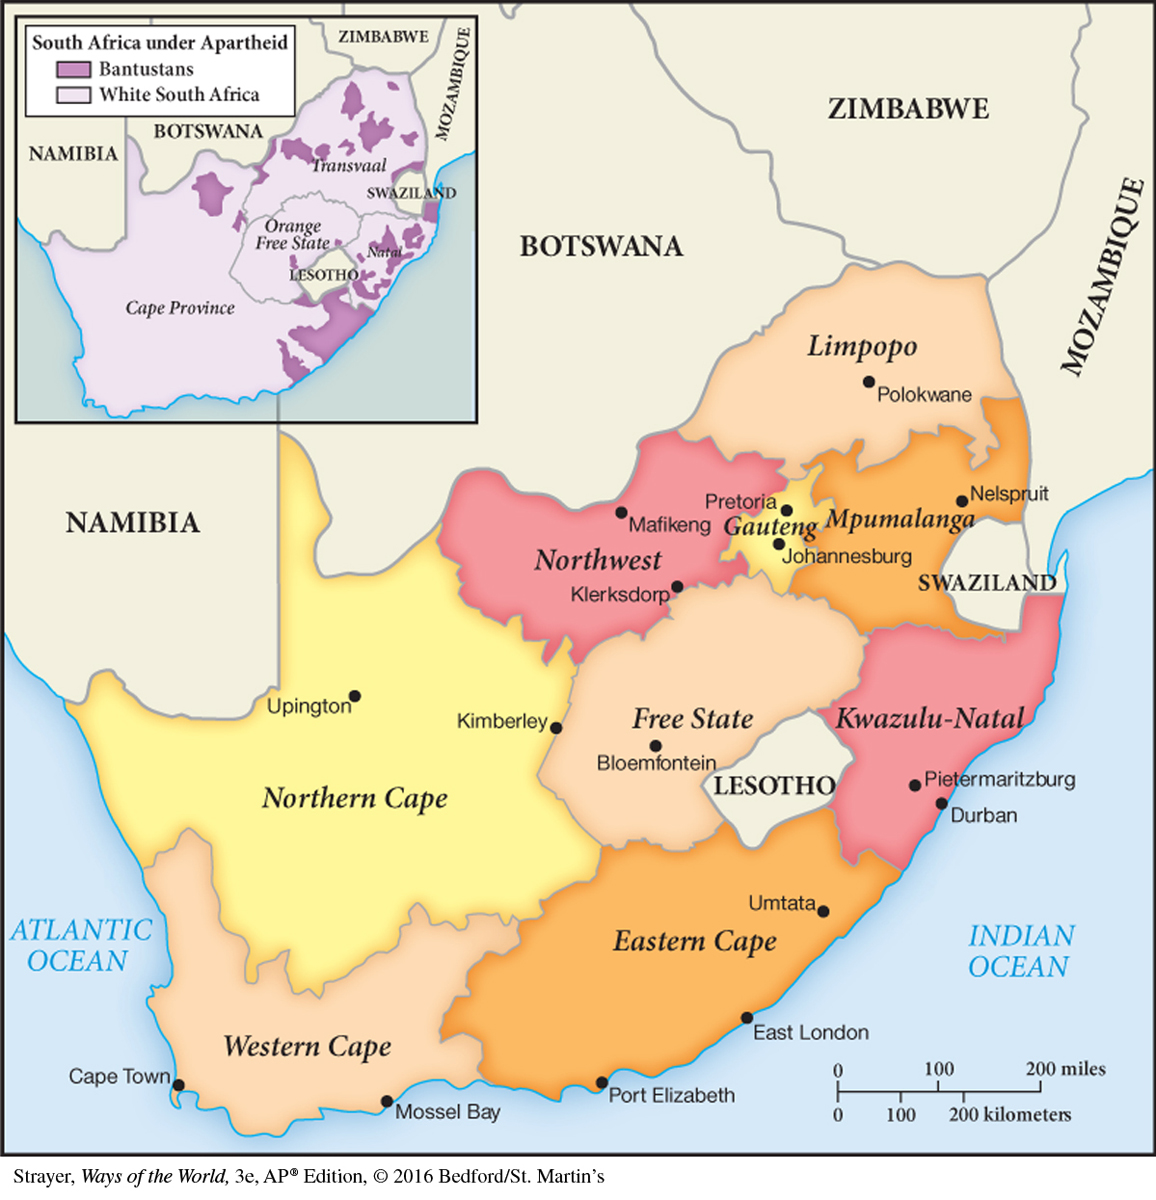 South Africa under Apartheid
Bantustans
White South Africa
ZIMBABWE
MOZAMBIQUE
BOTSWANA
NAMIBIA
Transvaal
SWAZILAND
Orange
Free State
Natal
LESOTHO
Cape Province
ZIMBABWE
BOTSWANA
MOZAMBIQUE
Limpopo
Polokwane
NAMIBIA
Pretoria
Nelspruit
Mafikeng
Gauteng
Mpumalanga
Northwest
Johannesburg
Klerksdorp
SWAZILAND
Upington
Kimberley
Free State
Kwazulu-Natal
Bloemfontein
LESOTHO
Pietermaritzburg
Durban
Northern Cape
Umtata
ATLANTIC
OCEAN
Eastern Cape
INDIAN
OCEAN
Western Cape
East London
Cape Town
Mossel Bay
Port Elizabeth
0 100 200 miles
0 100 200 kilometers
Strayer, Ways of the World, 3e, AP® Edition, © 2016 Bedford/St. Martin's